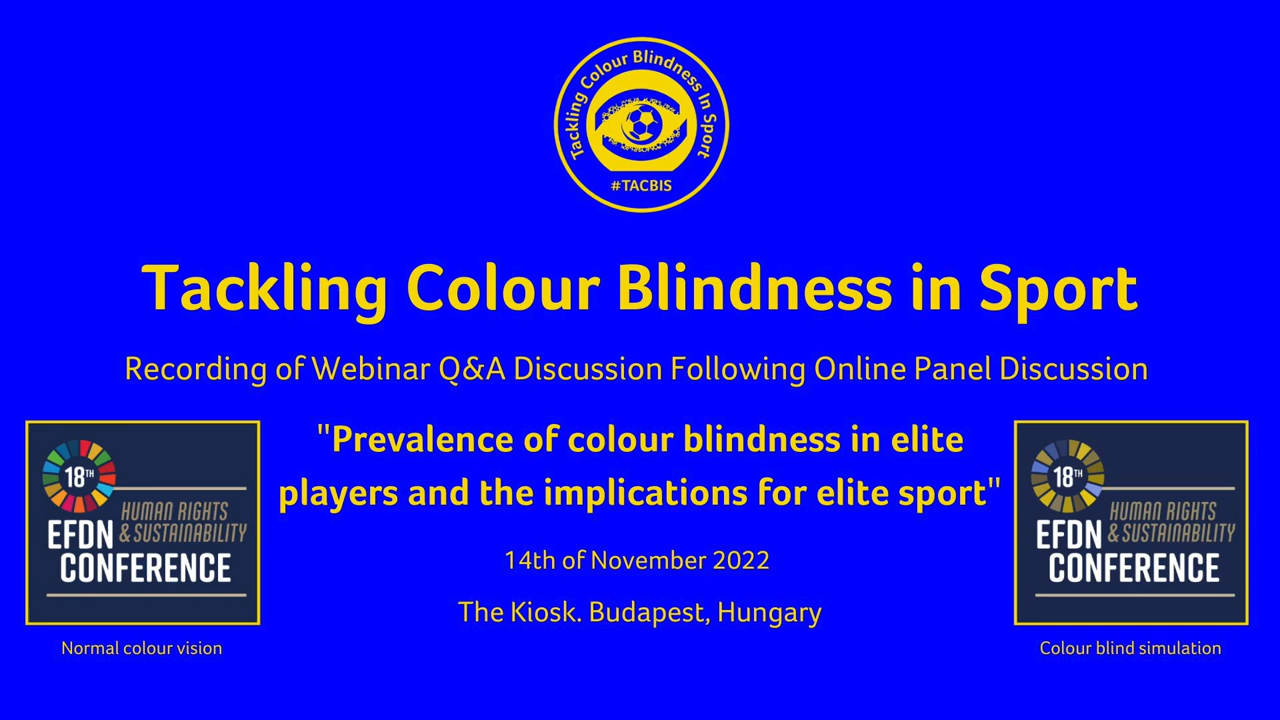 Tackling Colour Blindness In Sport
#TACBIS
Tackling Colour Blindness in Sport
Recording of Webinar Q&A Discussion Following Online Panel Discussion
"Prevalence of colour blindness in elite
players and the implications for elite sport"
14th of November 2022
The Kiosk. Budapest, Hungary
18TH
HUMAN RIGHTS
EFDN & SUSTAINABILITY
CONFERENCE
Normal colour vision
18TH
HUMAN RIGHTS
EFDN & SUSTAINABILITY
CONFERENCE
Colour blind simulation